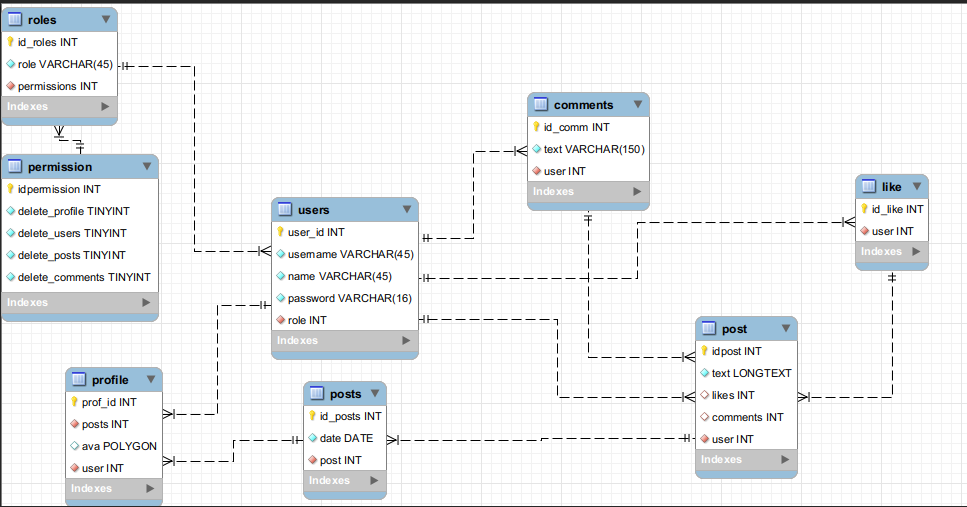 roles
id_roles INT
role VARCHAR(45)
permissions INT
Indexes
permission
idpermission INT
delete_profile TINYINT
delete_users TINYINT
delete_posts TINYINT
delete_comments TINYINT
Indexes
users
user_id INT
username VARCHAR(45)
name VARCHAR(45)
password VARCHAR(16)
role INT
Indexes
profile
prof_id INT
posts INT
ava POLYGON
user INT
Indexes
posts
id_posts INT
date DATE
post INT
Indexes
comments
id_comm INT
text VARCHAR(150)
user INT
Indexes
like
id_like INT
user INT
Indexes
post
idpost INT
text LONGTEXT
likes INT
comments INT
user INT
Indexes